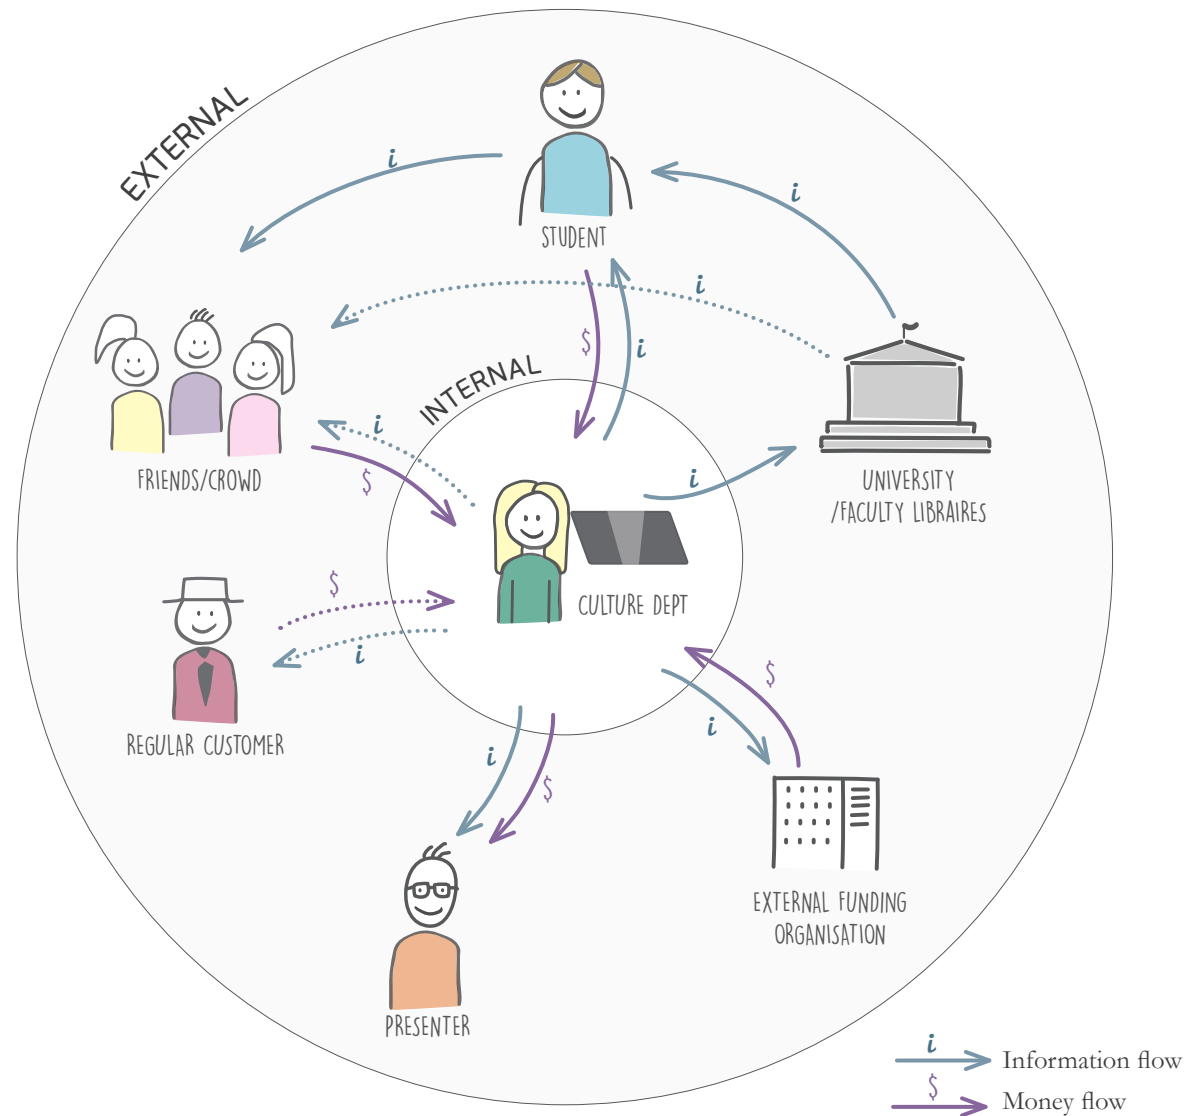 EXTERNAL
i
i
STUDENT
i
$
i
INTERNAL
i
$
FRIENDS/CROWD
i
UNIVERSITY
/FACULTY LIBRAIRES
$
CULTURE DEPT
i
REGULAR CUSTOMER
$
i
i
$
EXTERNAL FUNDING
ORGANISATION
PRESENTER
i
Information flow
$
Money flow